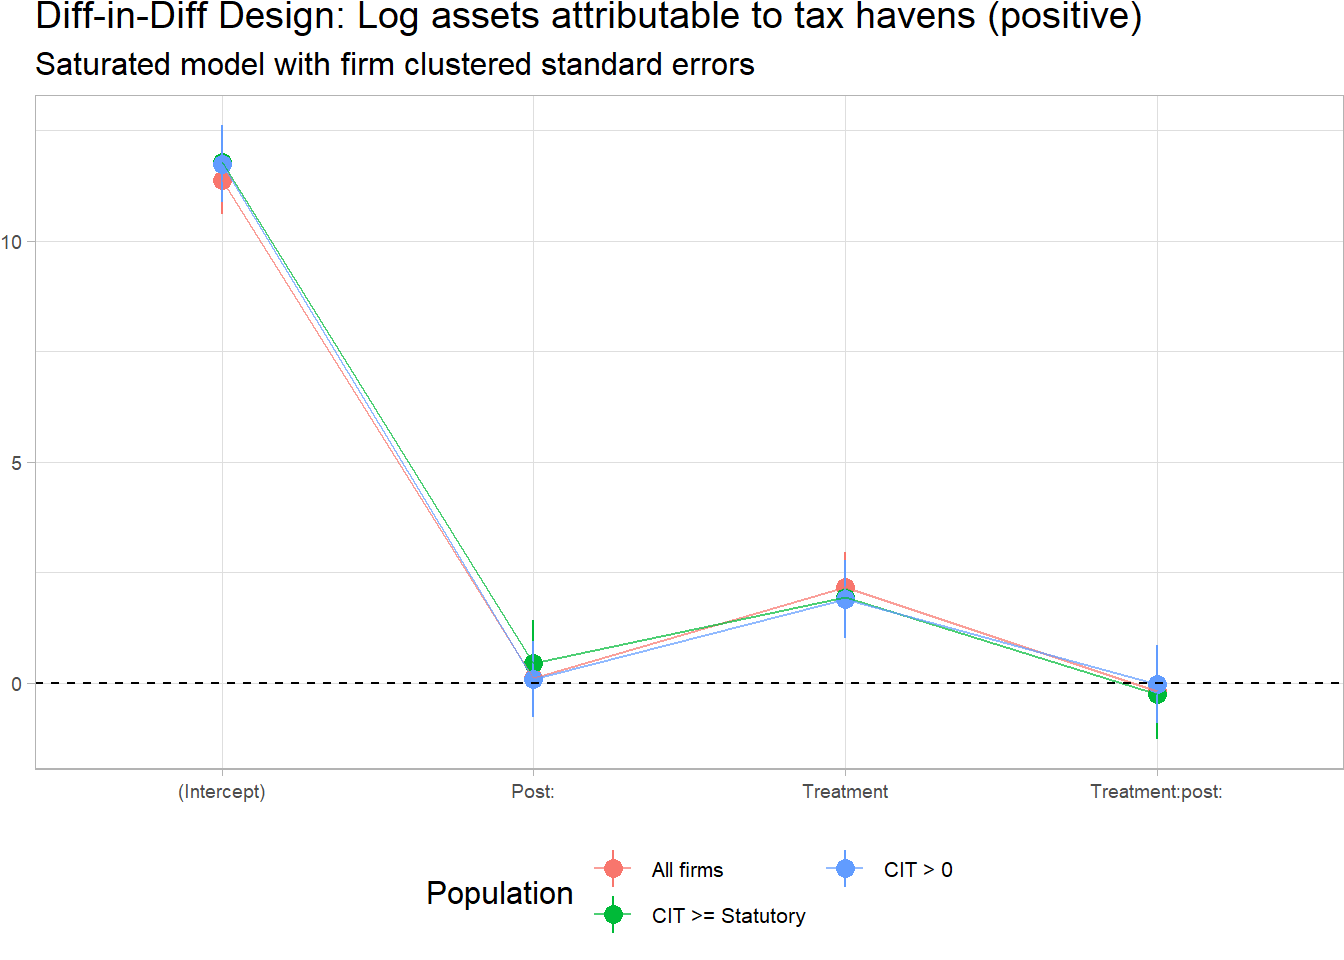 Diff-in-Diff Design: Log assets attributable to tax havens (positive)
Saturated model with firm clustered standard errors
10
5
0
(Intercept) Post: Treatment Treatment:post:
Population
All firms CIT > 0
CIT >= Statutory